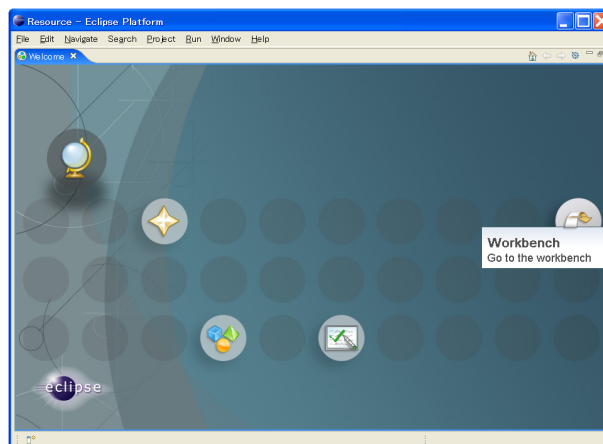 Resource - Eclipse Platform
File Edit Navigate Search Project Run Window Help
Welcome
Workbench
Go to the workbench
eclipse